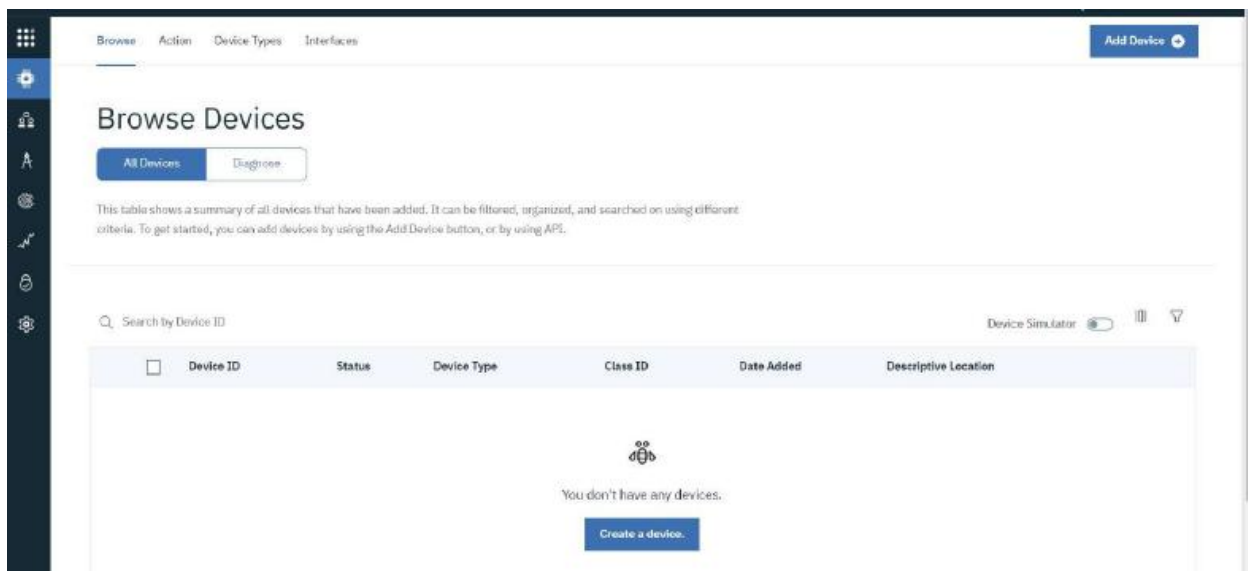 Browse Action Device Types Interfaces
Add Device
Browse Devices
All Devices Diagnose
This table shows a summary of all devices that have been added. It can be filtered, organized, and searched on using different
criteria. To get started, you can add devices by using the Add Device button, or by using API.
Search by Device ID
Device Simulator
Device ID Status Device Type Class ID Date Added Descriptive Location
You don't have any devices.
Create a device.